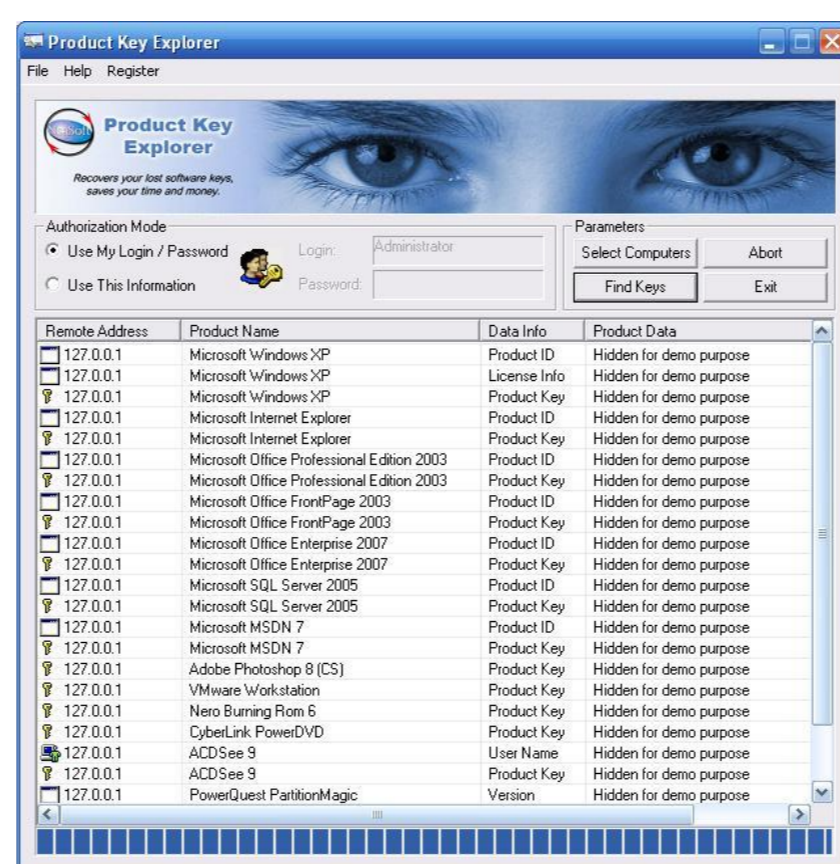 Product Key Explorer
File Help Register
Product Key
Explorer
Recovers your lost software keys,
saves your time and money.
Authorization Mode
Use My Login / Password
Login:
Administrator
Use This Information
Password:
Parameters
Select Computers Abort
Find Keys Exit
Remote Address Product Name Data Info Product Data
127.0.0.1 Microsoft Windows XP Product ID Hidden for demo purpose
127.0.0.1 Microsoft Windows XP License Info Hidden for demo purpose
127.0.0.1 Microsoft Windows XP Product Key Hidden for demo purpose
127.0.0.1 Microsoft Internet Explorer Product ID Hidden for demo purpose
127.0.0.1 Microsoft Internet Explorer Product Key Hidden for demo purpose
127.0.0.1 Microsoft Office Professional Edition 2003 Product ID Hidden for demo purpose
127.0.0.1 Microsoft Office Professional Edition 2003 Product Key Hidden for demo purpose
127.0.0.1 Microsoft Office FrontPage 2003 Product ID Hidden for demo purpose
127.0.0.1 Microsoft Office FrontPage 2003 Product Key Hidden for demo purpose
127.0.0.1 Microsoft Office Enterprise 2007 Product ID Hidden for demo purpose
127.0.0.1 Microsoft Office Enterprise 2007 Product Key Hidden for demo purpose
127.0.0.1 Microsoft SQL Server 2005 Product ID Hidden for demo purpose
127.0.0.1 Microsoft SQL Server 2005 Product Key Hidden for demo purpose
127.0.0.1 Microsoft MSDN 7 Product ID Hidden for demo purpose
127.0.0.1 Microsoft MSDN 7 Product Key Hidden for demo purpose
127.0.0.1 Adobe Photoshop 8 (CS) Product Key Hidden for demo purpose
127.0.0.1 VMware Workstation Product Key Hidden for demo purpose
127.0.0.1 Nero Burning Rom 6 Product Key Hidden for demo purpose
127.0.0.1 CyberLink PowerDVD Product Key Hidden for demo purpose
127.0.0.1 ACDSee 9 User Name Hidden for demo purpose
127.0.0.1 ACDSee 9 Product Key Hidden for demo purpose
127.0.0.1 PowerQuest PartitionMagic Version Hidden for demo purpose